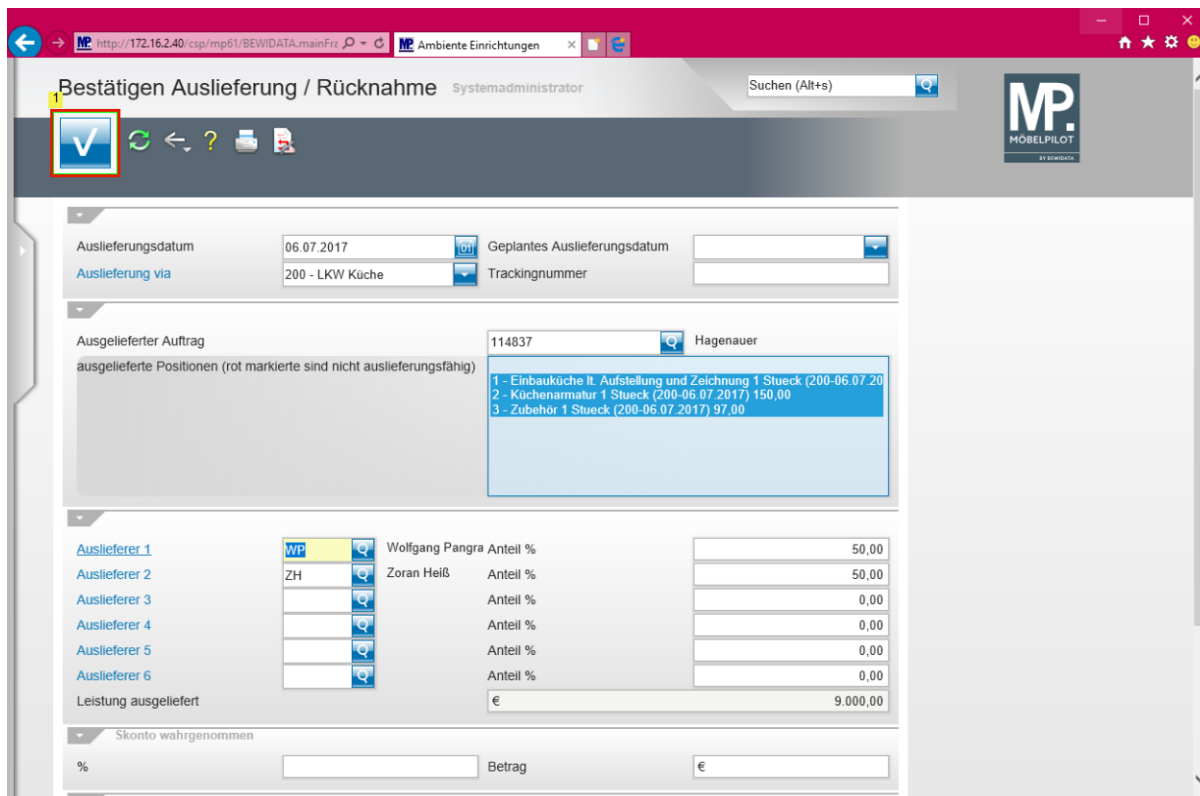 http://172.16.2.40/csp/mp61/BEWIDATA.mainFra
MP Ambiente Einrichtungen
Bestätigen Auslieferung / Rücknahme Systemadministrator
Suchen (Alt+s)
1
MP.
MÖBELPILOT
BY BEWIDATA
Auslieferungsdatum 06.07.2017 Geplantes Auslieferungsdatum
Auslieferung via 200 - LKW Küche Trackingnummer
Ausgelieferter Auftrag 114837 Hagenauer
ausgelieferte Positionen (rot markierte sind nicht auslieferungsfähig)
1 - Einbauküche lt. Aufstellung und Zeichnung 1 Stueck (200-06.07.20
2 - Küchenarmatur 1 Stueck (200-06.07.2017) 150,00
3 - Zubehör 1 Stueck (200-06.07.2017) 97,00
Auslieferer 1 WP Wolfgang Pangra Anteil % 50,00
Auslieferer 2 ZH Zoran Heiß Anteil % 50,00
Auslieferer 3 Anteil % 0,00
Auslieferer 4 Anteil % 0,00
Auslieferer 5 Anteil % 0,00
Auslieferer 6 Anteil % 0,00
Leistung ausgeliefert € 9.000,00
Skonto wahrgenommen
% Betrag €